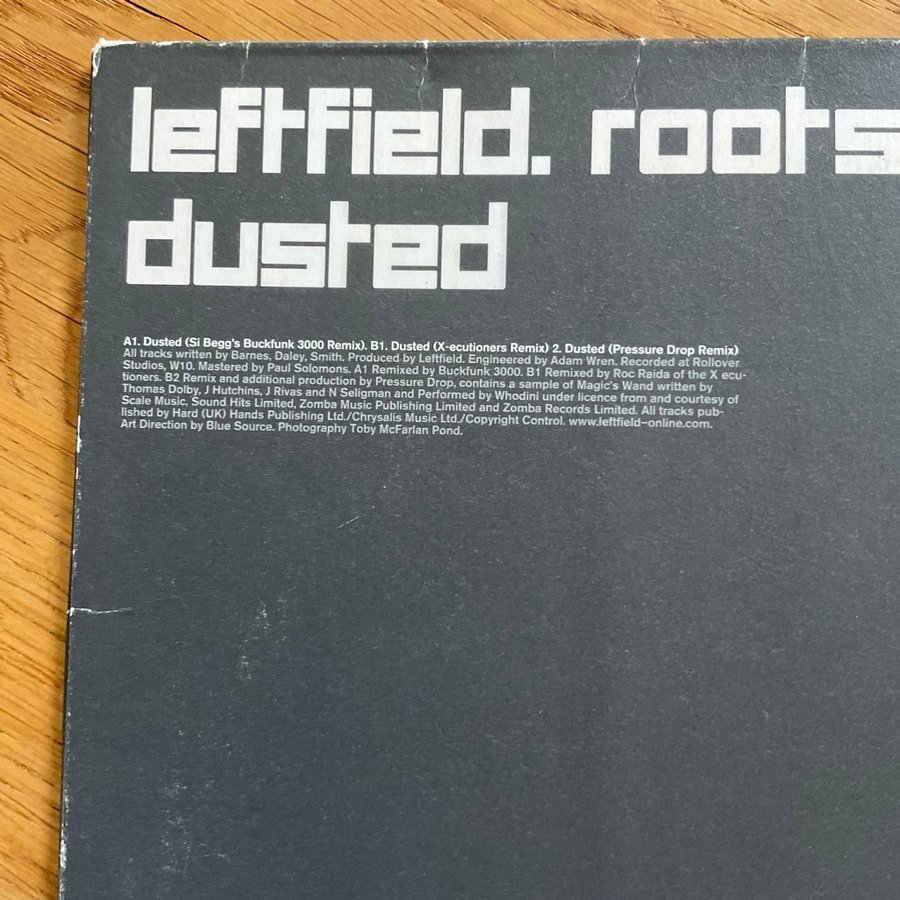 leftfield. roots
dusted
A1. Dusted (Si Begg's Buckfunk 3000 Remix). B1. Dusted (X-ecutioners Remix) 2. Dusted (Pressure Drop Remix)
All tracks written by Barnes, Daley, Smith. Produced by Leftfield. Engineered by Adam Wren. Recorded at Rollover
Studios, W10. Mastered by Paul Solomons. A1 Remixed by Buckfunk 3000. B1 Remixed by Roc Raida of the X ecu-
tioners. B2 Remix and additional production by Pressure Drop, contains a sample of Magic's Wand written by
Thomas Dolby, J Hutchins, J Rivas and N Seligman and Performed by Whodini under licence from and courtesy of
Scale Music, Sound Hits Limited, Zomba Music Publishing Limited and Zomba Records Limited. All tracks pub-
lished by Hard (UK) Hands Publishing Ltd./Chrysalis Music Ltd./Copyright Control. www.leftfield-online.com.
Art Direction by Blue Source. Photography Toby McFarlan Pond.